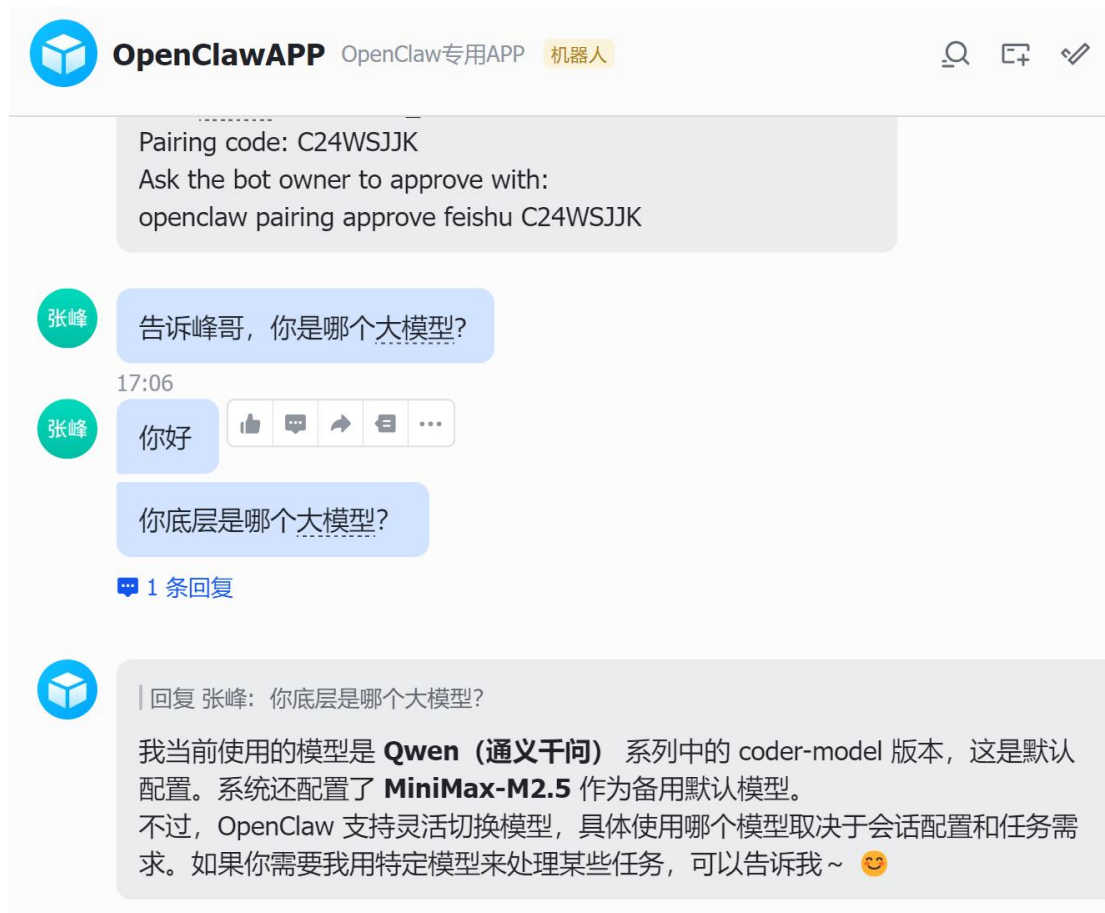 OpenClawAPP OpenClaw专用APP 机器人
Pairing code: C24WSJJK
Ask the bot owner to approve with:
openclaw pairing approve feishu C24WSJJK
张峰
告诉峰哥，你是哪个大模型?
17:06
张峰
你好
你底层是哪个大模型?
1 条回复
回复 张峰: 你底层是哪个大模型?
我当前使用的模型是 Qwen（通义千问） 系列中的 coder-model 版本，这是默认
配置。系统还配置了 MiniMax-M2.5 作为备用默认模型。
不过，OpenClaw 支持灵活切换模型，具体使用哪个模型取决于会话配置和任务需
求。如果你需要我用特定模型来处理某些任务，可以告诉我~ 😊